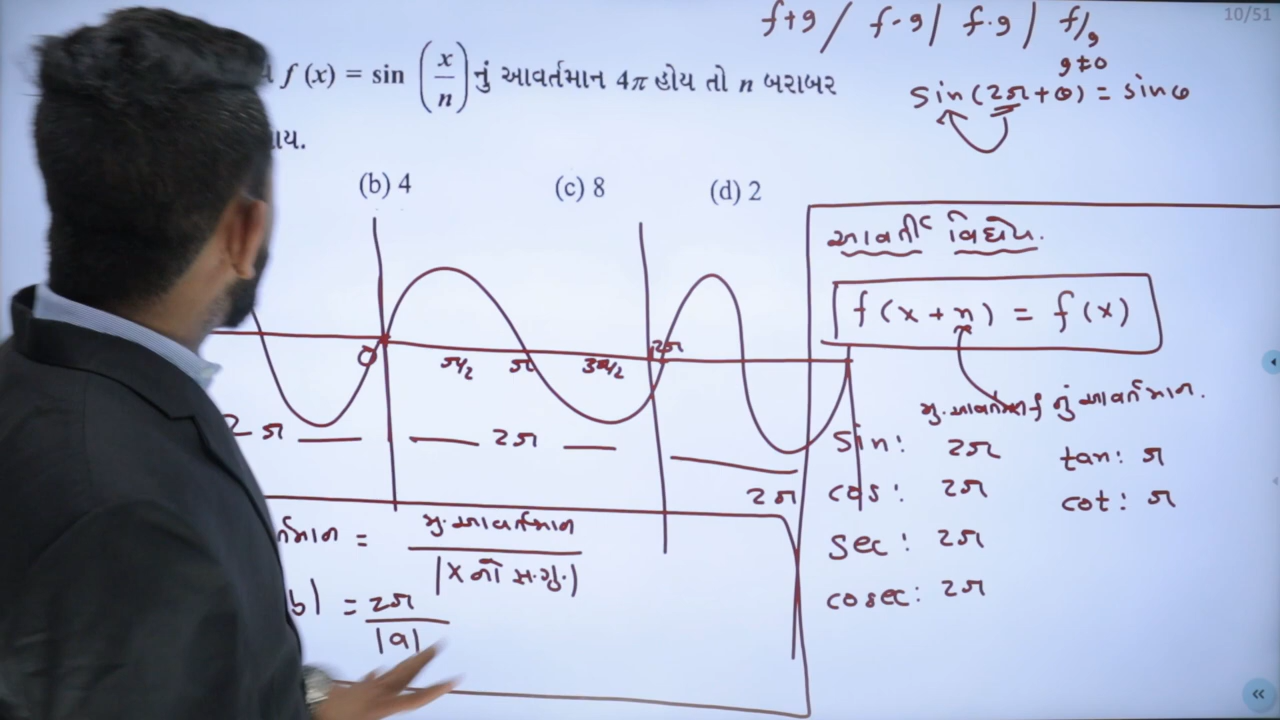 10/51
f+g / f-g / f·g / f/g
g≠0
f (x) = sin (x/n) નું આવર્તમાન 4π હોય તો n બરાબર
sin(2π+θ) = sinθ
(b) 4 (c) 8 (d) 2
આવર્તી વિધેય.
f(x+n) = f(x)
0 π/2 π 3π/2 2π
મુ.આવર્તમાન f નું આવર્તમાન.
2π 2π 2π
sin: 2π tan: π
cos: 2π cot: π
sec: 2π
cosec: 2π
= મુ.આવર્તમાન / |x નો સ.ગુ.|
b) = 2π / |a|
«